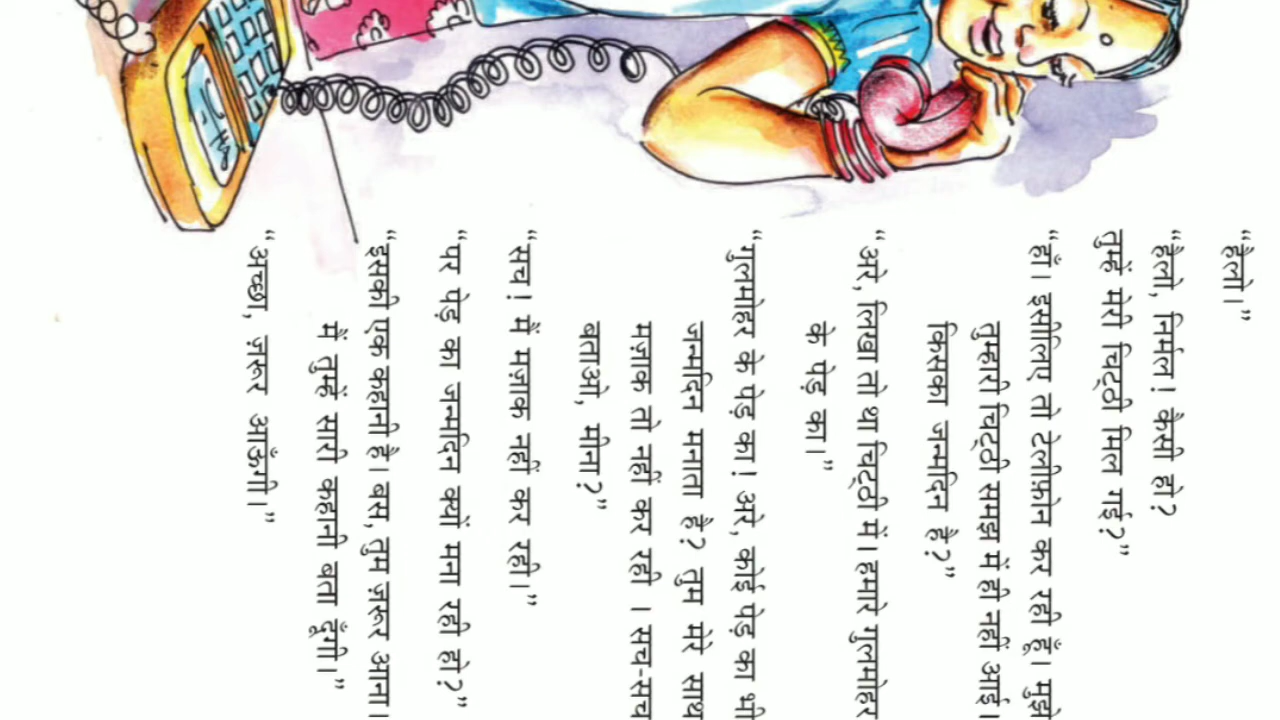 “हैलो।”
“हैलो, निर्मल! कैसी हो?
तुम्हें मेरी चिट्ठी मिल गई?”
“हाँ। इसीलिए तो टेलीफ़ोन कर रही हूँ। मुझे
तुम्हारी चिट्ठी समझ में ही नहीं आई।
किसका जन्मदिन है?”
“अरे, लिखा तो था चिट्ठी में। हमारे गुलमोहर
के पेड़ का।”
“गुलमोहर के पेड़ का! अरे, कोई पेड़ का भी
जन्मदिन मनाता है? तुम मेरे साथ
मज़ाक तो नहीं कर रही । सच-सच
बताओ, मीना?”
“सच! मैं मज़ाक नहीं कर रही।”
“पर पेड़ का जन्मदिन क्यों मना रही हो?”
“इसकी एक कहानी है। बस, तुम ज़रूर आना।
मैं तुम्हें सारी कहानी बता दूँगी।”
“अच्छा, ज़रूर आऊँगी।”